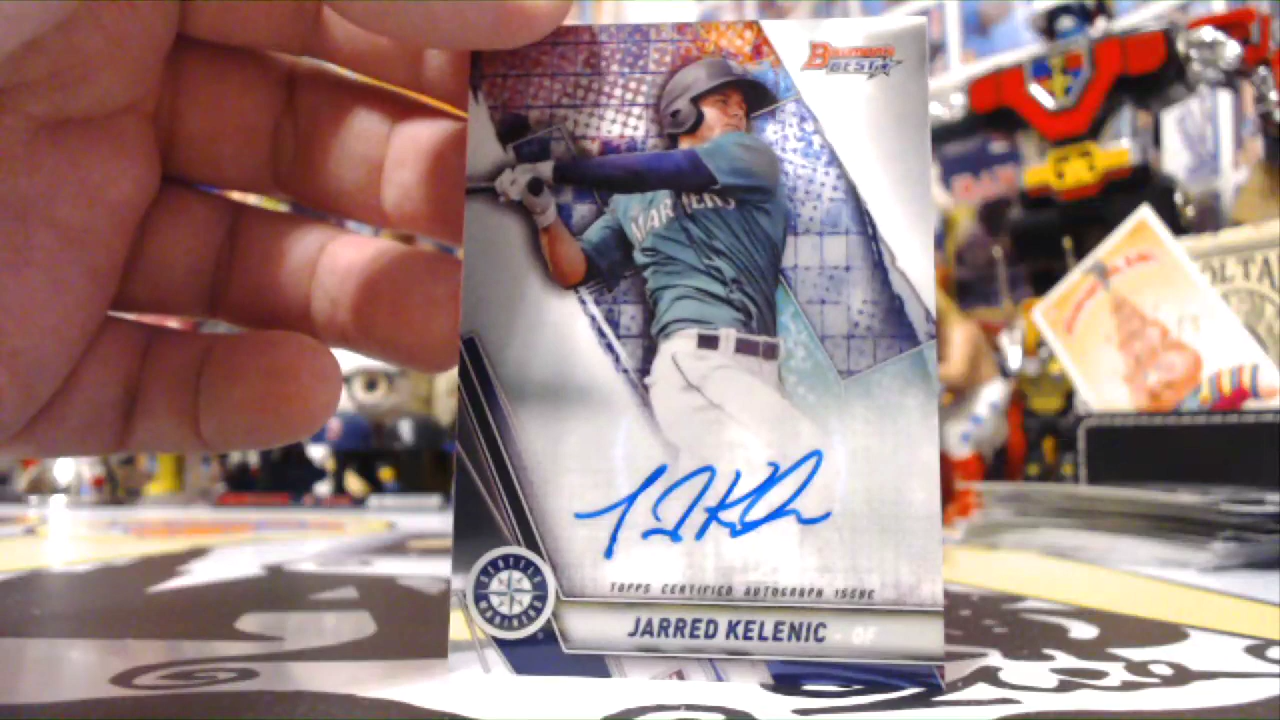 Bowman's
BEST
MARINERS
TOPPS CERTIFIED AUTOGRAPH ISSUE
SEATTLE
MARINERS
JARRED KELENIC - OF